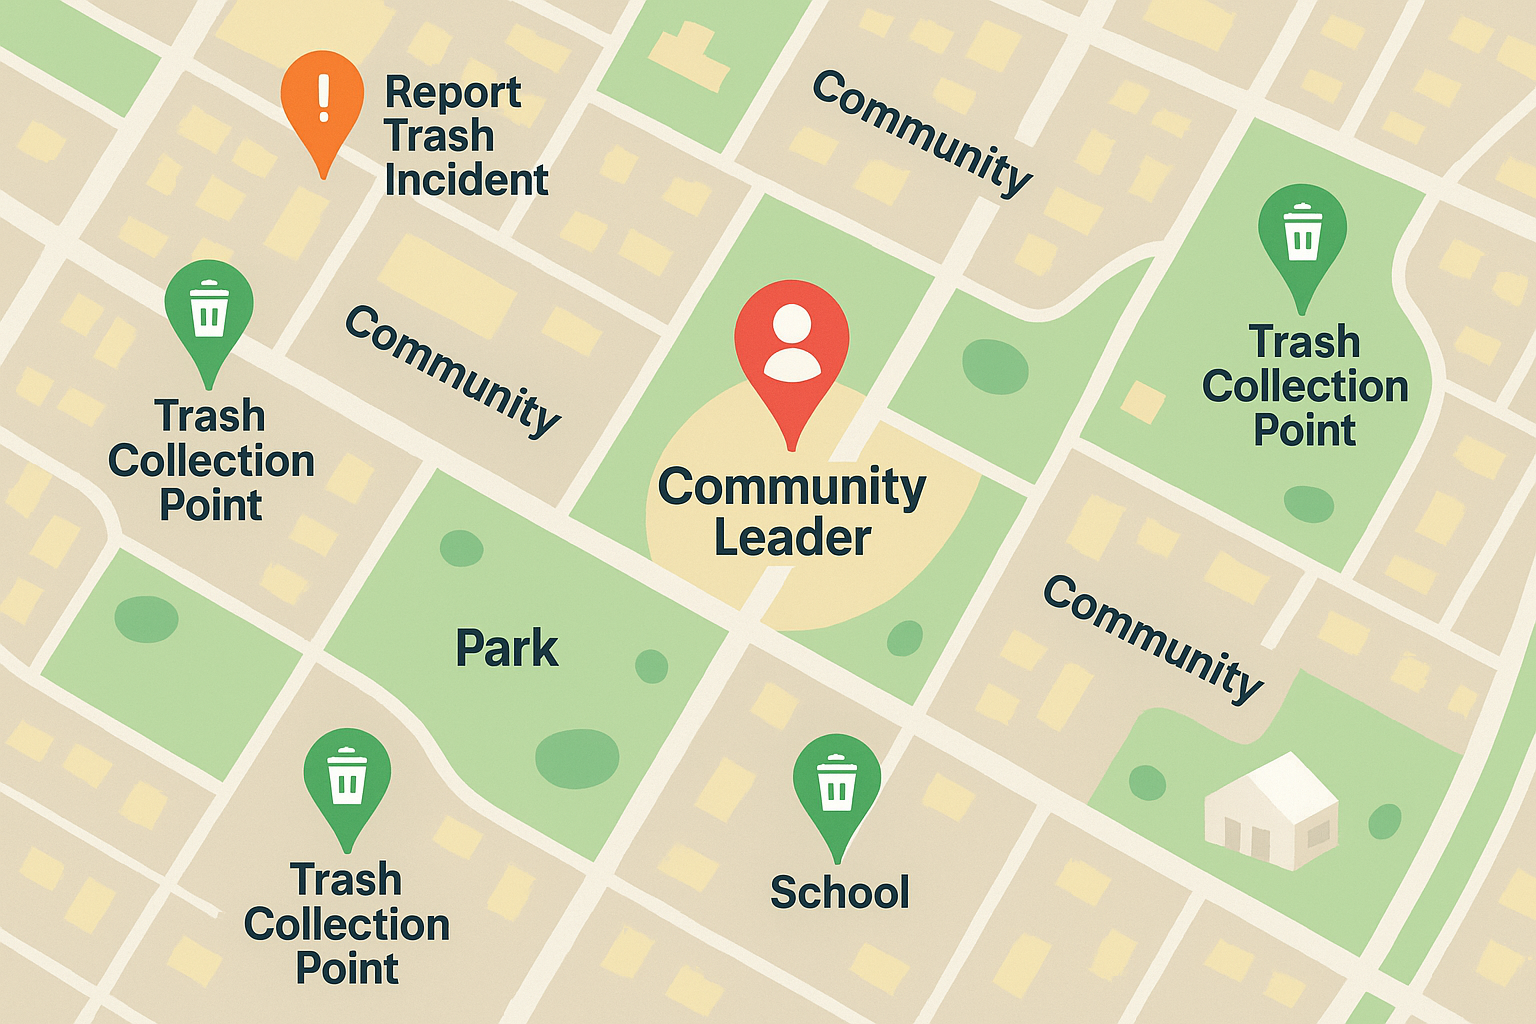 Report
Trash
Incident
Community
Community
Trash
Collection
Point
Trash
Collection
Point
Community
Leader
Park
Community
Trash
Collection
Point
School